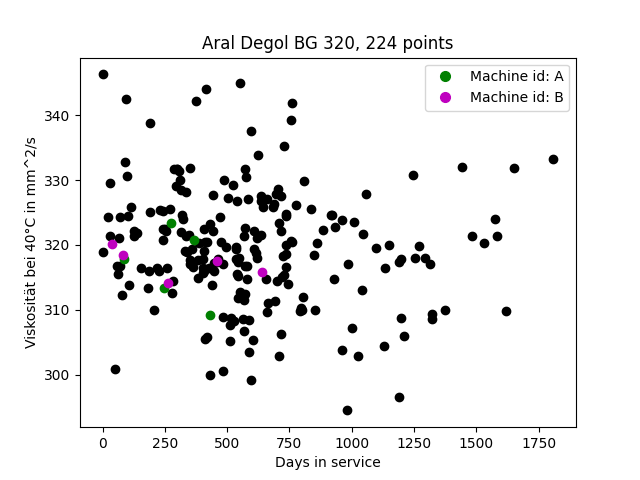 Aral Degol BG 320, 224 points
Machine id: A
Machine id: B
Viskosität bei 40°C in mm^2/s
340
330
320
310
300
0
250
500
750
1000
1250
1500
1750
Days in service